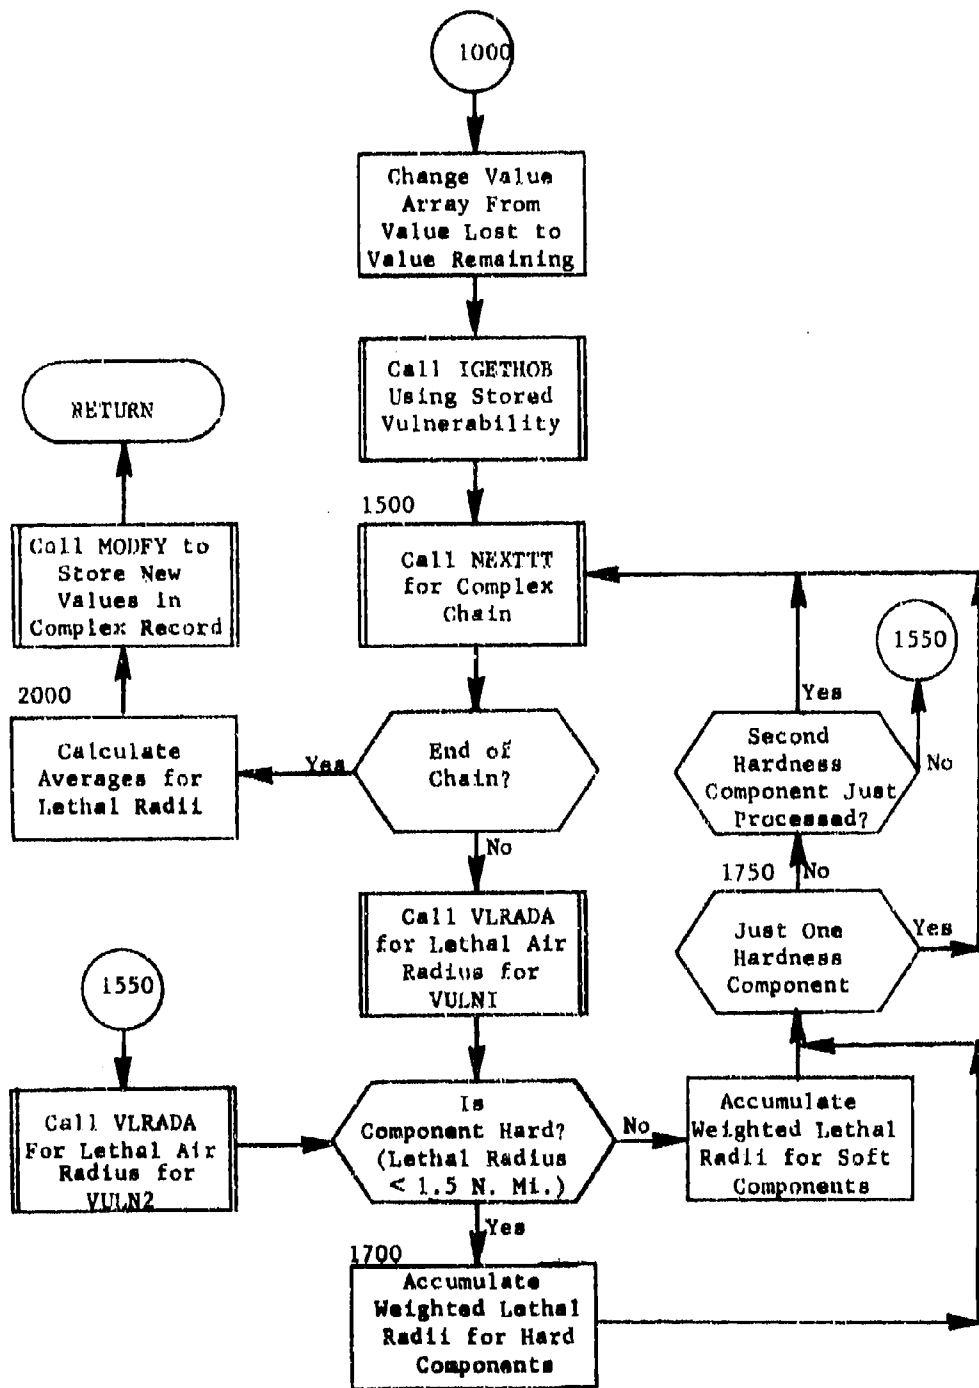 1000
Change Value
Array From
Value Lost to
Value Remaining
Call IGETHOB
Using Stored
Vulnerability
RETURN
1500
Call NEXTTT
for Complex
Chain
Call MODFY to
Store New
Values in
Complex Record
1550
2000
Calculate
Averages for
Lethal Radii
Yes
End of
Chain?
No
Yes
Second
Hardness
Component Just
Processed?
No
1750
No
Just One
Hardness
Component
Yes
Call VLRADA
for Lethal Air
Radius for
VULN1
1550
Call VLRADA
For Lethal Air
Radius for
VULN2
Is
Component Hard?
(Lethal Radius
< 1.5 N. Mi.)
No
Accumulate
Weighted Lethal
Radii for Soft
Components
Yes
1700
Accumulate
Weighted Lethal
Radii for Hard
Components